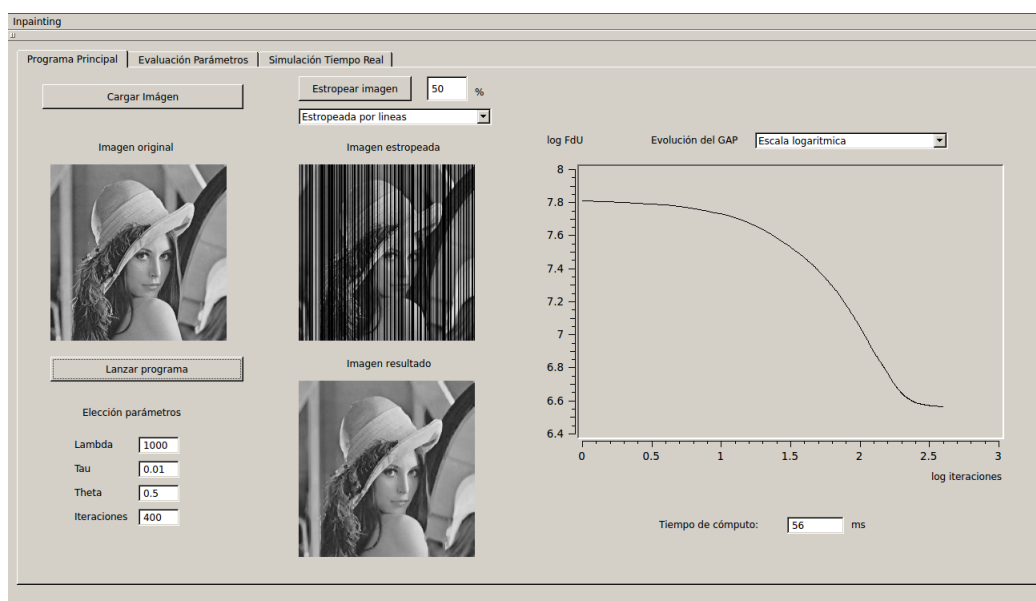 Inpainting
Programa Principal
Evaluación Parámetros
Simulación Tiempo Real
Cargar Imágen
Estropear imagen
50
%
Estropeada por lineas
Imagen original
Imagen estropeada
log FdU
Evolución del GAP
Escala logaritmica
8
7.8
7.6
7.4
7.2
7
6.8
6.6
6.4
0
0.5
1
1.5
2
2.5
3
log iteraciones
Lanzar programa
Imagen resultado
Elección parámetros
Lambda
1000
Tau
0.01
Theta
0.5
Iteraciones
400
Tiempo de cómputo:
56
ms